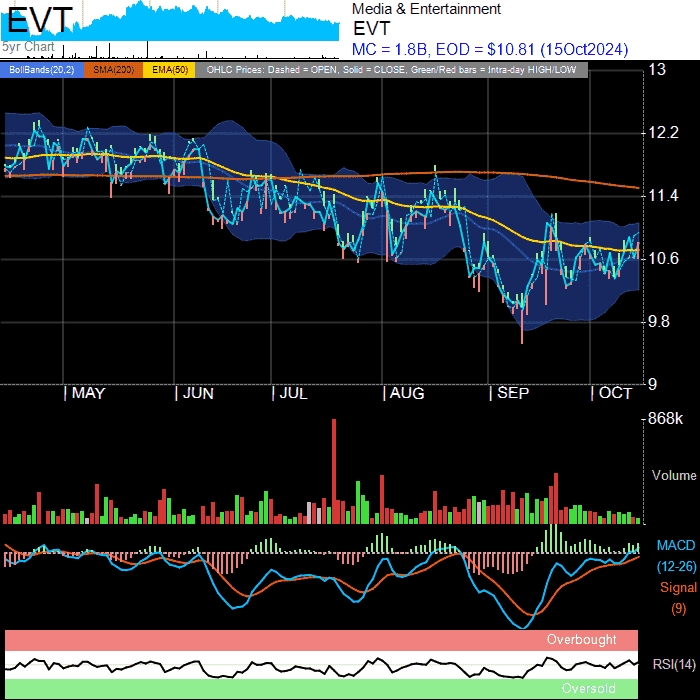 EVT
5yr Chart
Media & Entertainment
EVT
MC = 1.8B, EOD = $10.81 (15Oct2024)
BollBands(20,2) SMA(200) EMA(50) OHLC Prices: Dashed = OPEN, Solid = CLOSE, Green/Red bars = Intra-day HIGH/LOW
13
12.2
11.4
10.6
9.8
9
| MAY | JUN | JUL | AUG | SEP | OCT
868k
Volume
MACD
(12-26)
Signal
(9)
Overbought
RSI(14)
Oversold